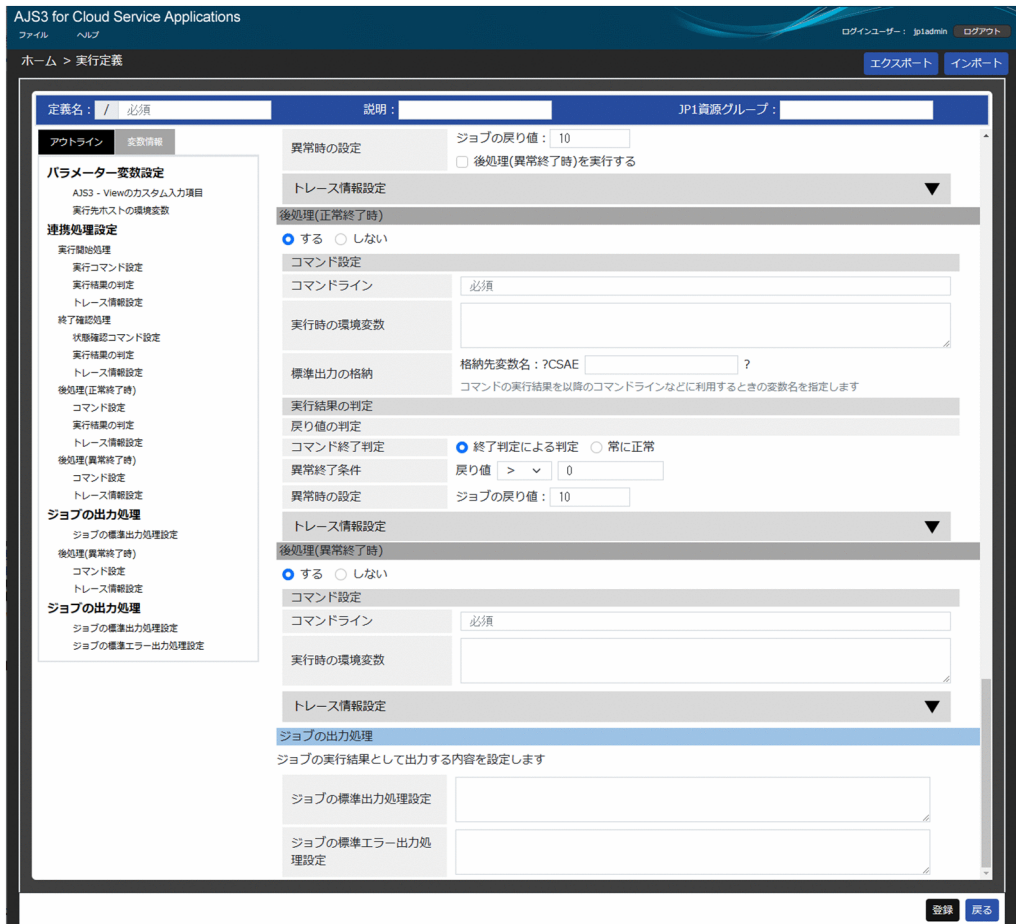 AJS3 for Cloud Service Applications
ファイル ヘルプ
ログインユーザー： jp1admin ログアウト
ホーム > 実行定義
エクスポート インポート
定義名： / 必須 説明： JP1資源グループ：
アウトライン 変数情報
パラメーター変数設定
AJS3 - Viewのカスタム入力項目
実行先ホストの環境変数
連携処理設定
実行開始処理
実行コマンド設定
実行結果の判定
トレース情報設定
終了確認処理
状態確認コマンド設定
実行結果の判定
トレース情報設定
後処理(正常終了時)
コマンド設定
実行結果の判定
トレース情報設定
後処理(異常終了時)
コマンド設定
トレース情報設定
ジョブの出力処理
ジョブの標準出力処理設定
後処理(異常終了時)
コマンド設定
トレース情報設定
ジョブの出力処理
ジョブの標準出力処理設定
ジョブの標準エラー出力処理設定
異常時の設定
ジョブの戻り値： 10
後処理(異常終了時)を実行する
トレース情報設定 ▼
後処理(正常終了時)
する しない
コマンド設定
コマンドライン 必須
実行時の環境変数
標準出力の格納
格納先変数名：?CSAE ?
コマンドの実行結果を以降のコマンドラインなどに利用するときの変数名を指定します
実行結果の判定
戻り値の判定
コマンド終了判定 終了判定による判定 常に正常
異常終了条件 戻り値 > 0
異常時の設定 ジョブの戻り値： 10
トレース情報設定 ▼
後処理(異常終了時)
する しない
コマンド設定
コマンドライン 必須
実行時の環境変数
トレース情報設定 ▼
ジョブの出力処理
ジョブの実行結果として出力する内容を設定します
ジョブの標準出力処理設定
ジョブの標準エラー出力処
理設定
登録 戻る